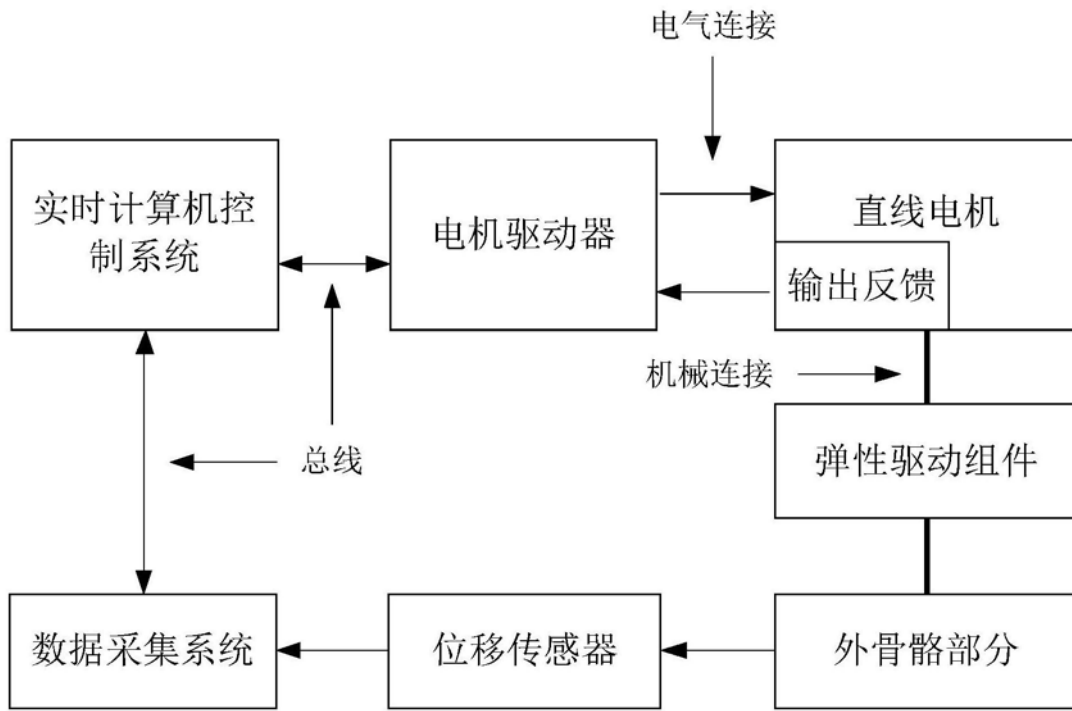 电气连接
实时计算机控
制系统
电机驱动器
直线电机
输出反馈
机械连接
总线
弹性驱动组件
数据采集系统
位移传感器
外骨骼部分